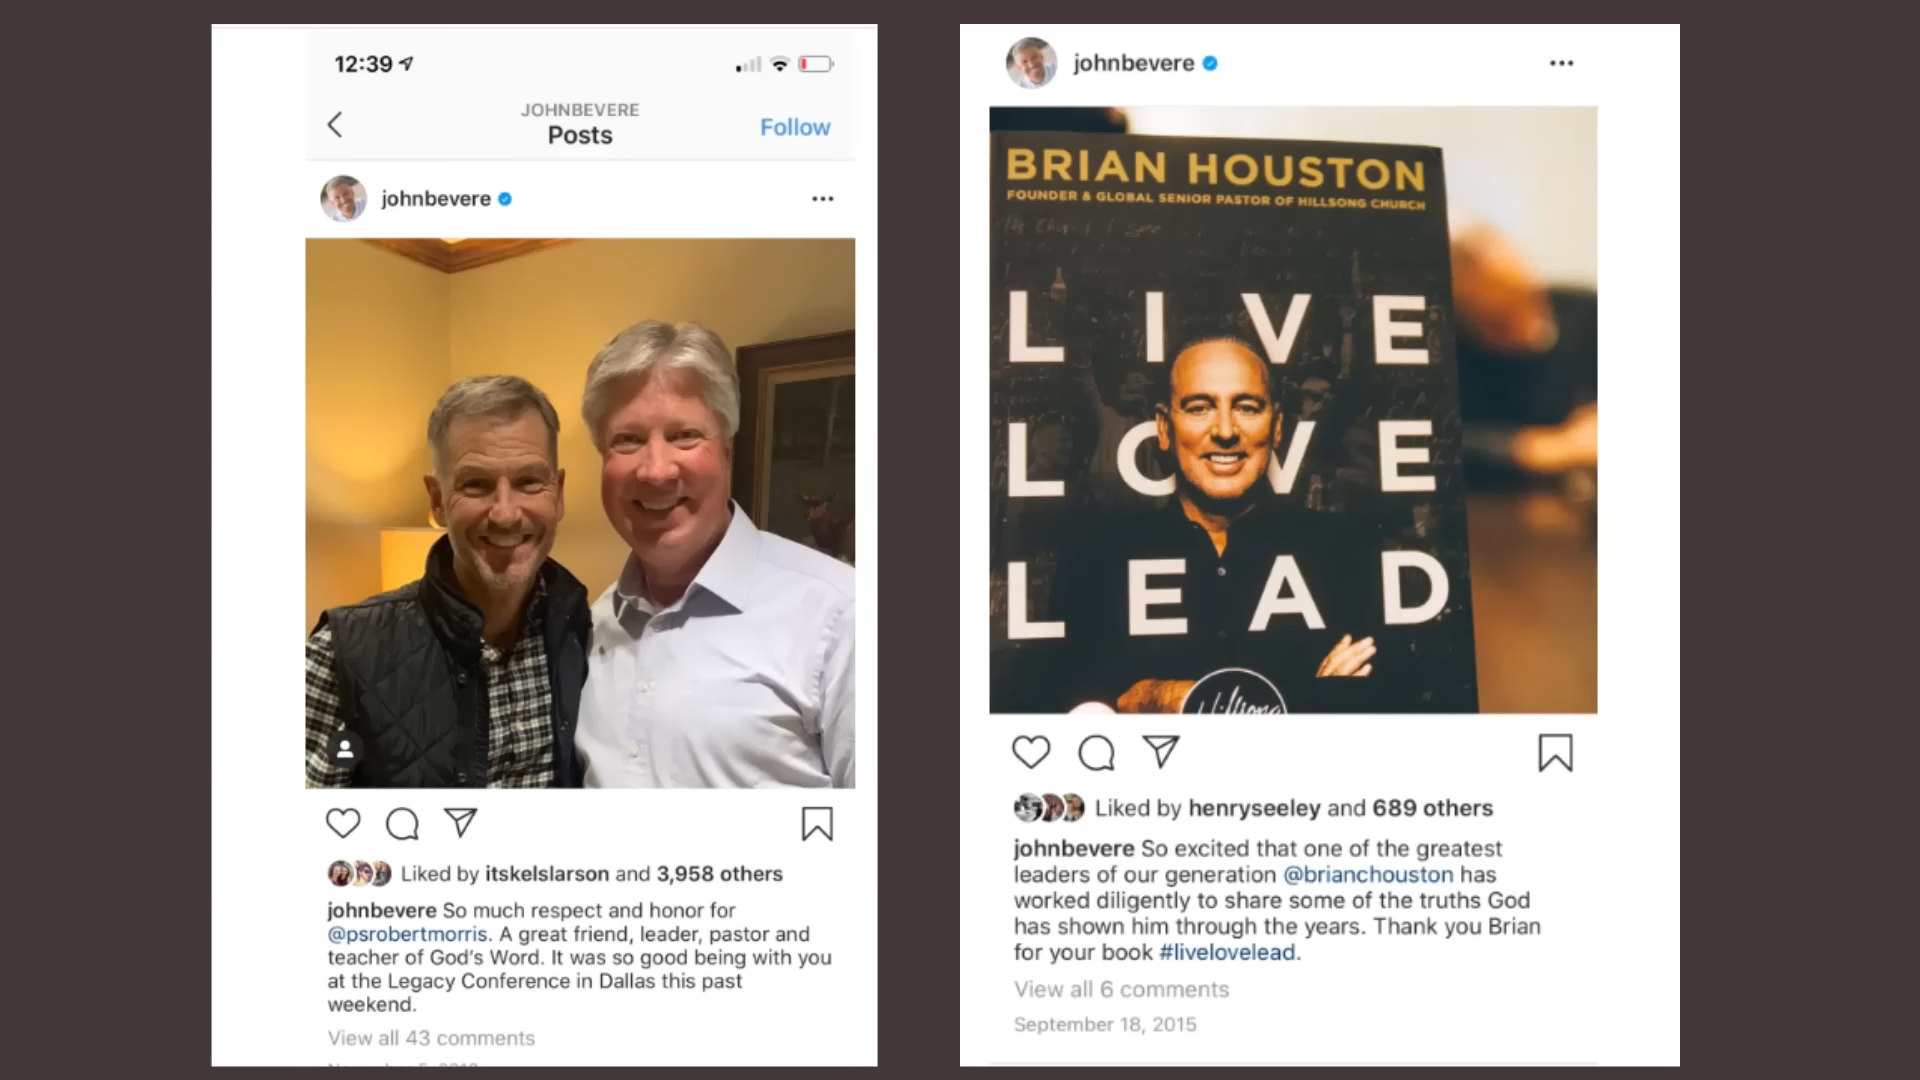 12:39
JOHNBEVERE
Posts
Follow
johnbevere
Liked by itskelslarson and 3,958 others
johnbevere So much respect and honor for
@psrobertmorris. A great friend, leader, pastor and
teacher of God's Word. It was so good being with you
at the Legacy Conference in Dallas this past
weekend.
View all 43 comments
johnbevere
BRIAN HOUSTON
FOUNDER & GLOBAL SENIOR PASTOR OF HILLSONG CHURCH
LIVE
LOVE
LEAD
Hillsong
Liked by henryseeley and 689 others
johnbevere So excited that one of the greatest
leaders of our generation @brianchouston has
worked diligently to share some of the truths God
has shown him through the years. Thank you Brian
for your book #livelovelead.
View all 6 comments
September 18, 2015